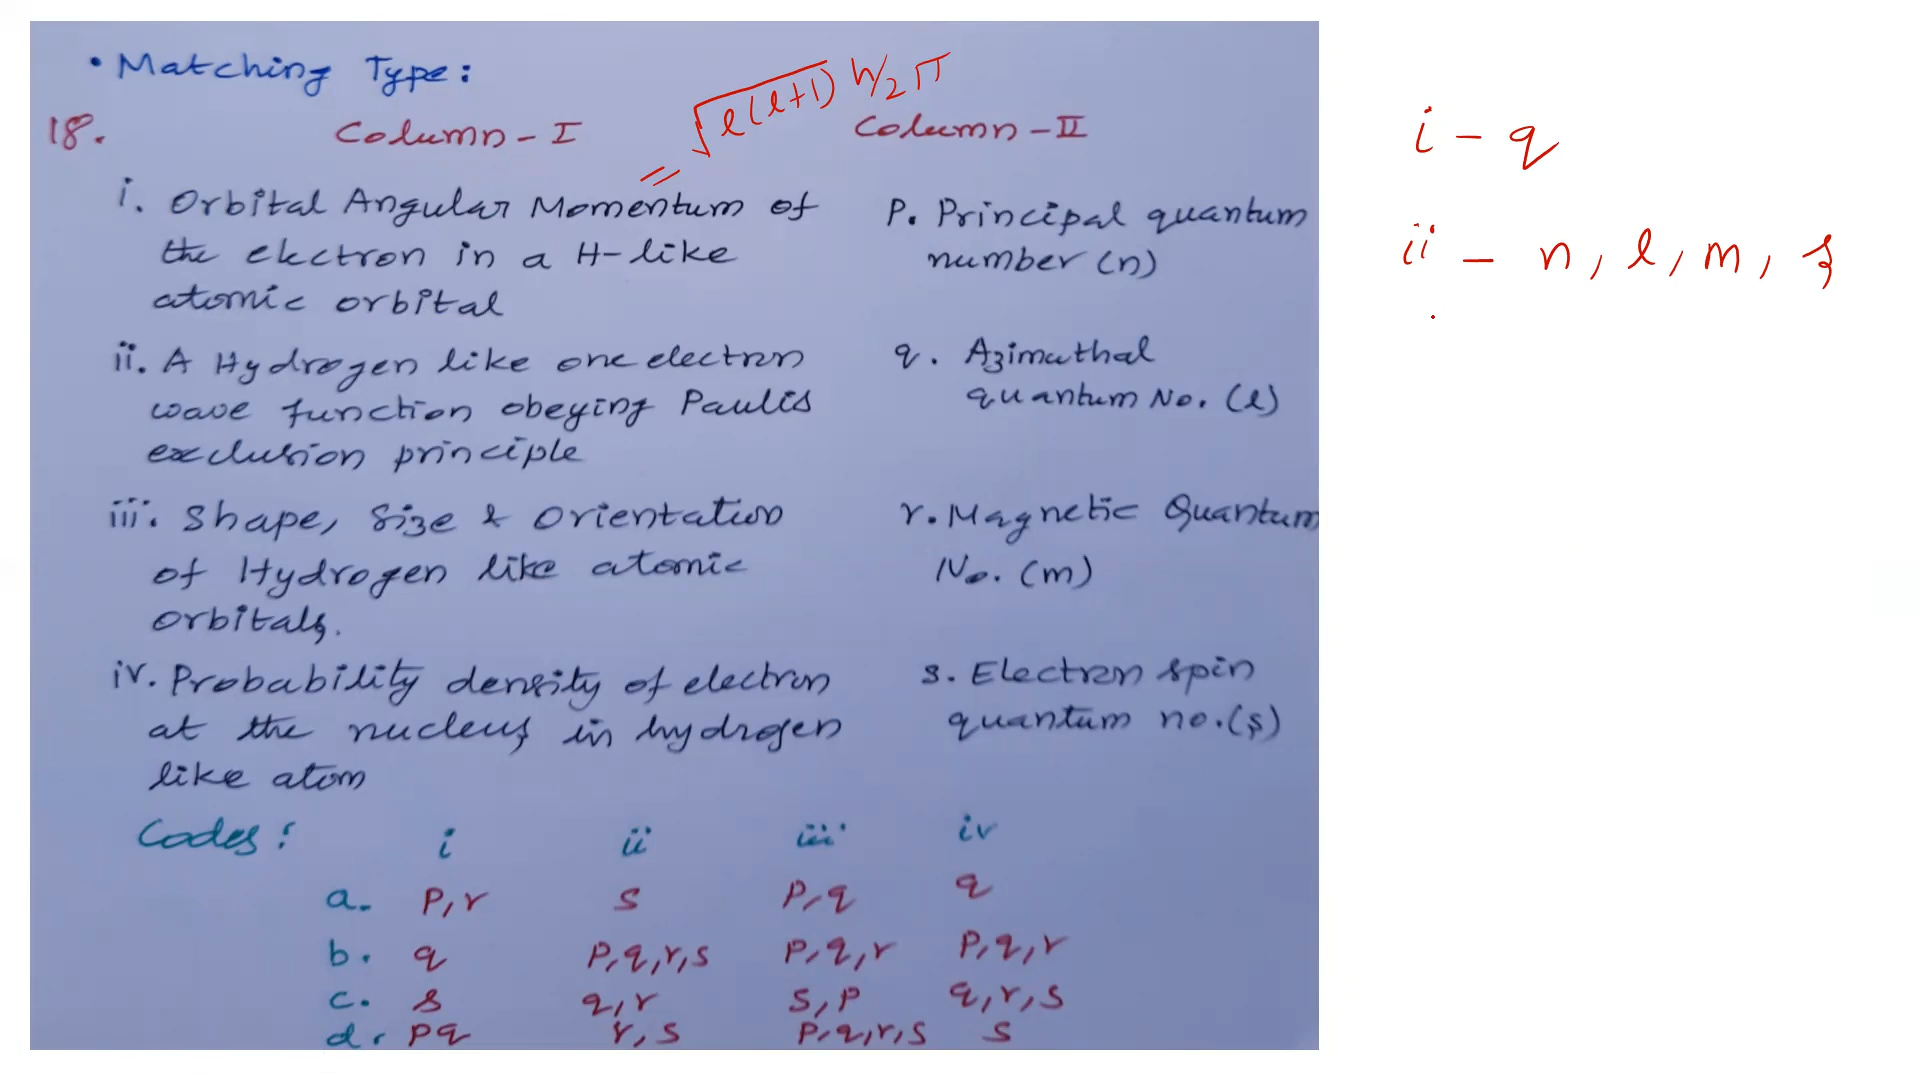 • Matching Type:
= √l(l+1) h/2π
18. Column-I Column-II
i. Orbital Angular Momentum of
the electron in a H-like
atomic orbital
P. Principal quantum
number (n)
ii. A Hydrogen like one electron
wave function obeying Paulis
exclusion principle
q. Azimuthal
quantum No. (l)
iii. Shape, Size & Orientation
of Hydrogen like atomic
orbitals.
r. Magnetic Quantum
No. (m)
iv. Probability density of electron
at the nucleus in hydrogen
like atom
s. Electron spin
quantum no. (s)
Codes: i ii iii iv
a. P,r s P,q q
b. q P,q,r,s P,q,r P,q,r
c. s q,r s,P q,r,s
d. Pq r,s P,q,r,s s
i - q
ii - n, l, m, s